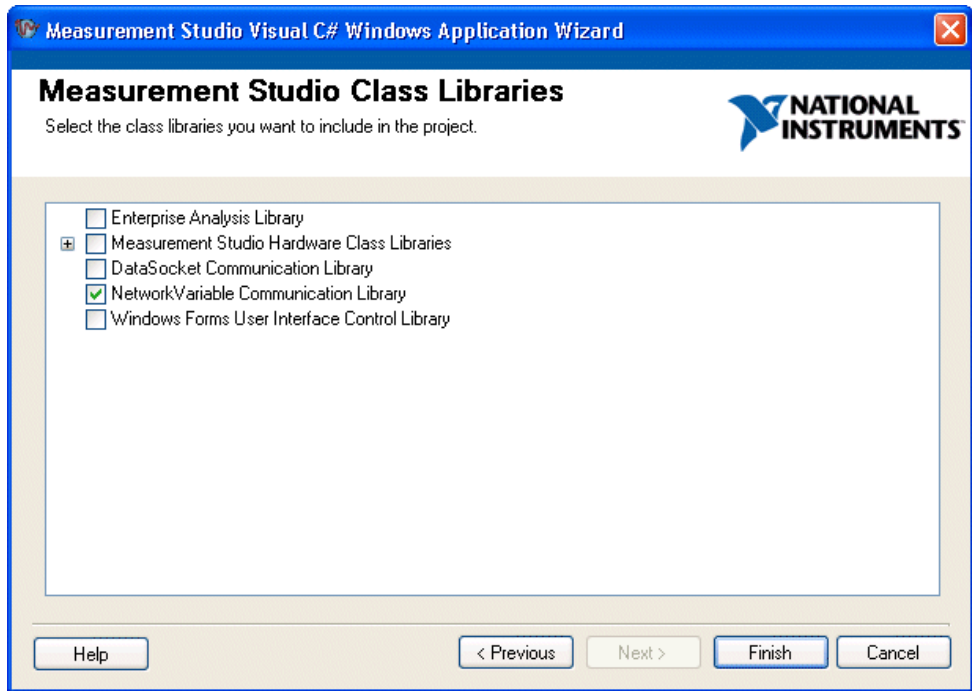 Measurement Studio Visual C# Windows Application Wizard
Measurement Studio Class Libraries
Select the class libraries you want to include in the project.
NATIONAL
INSTRUMENTS
Enterprise Analysis Library
Measurement Studio Hardware Class Libraries
DataSocket Communication Library
NetworkVariable Communication Library
Windows Forms User Interface Control Library
Help
< Previous
Next >
Finish
Cancel